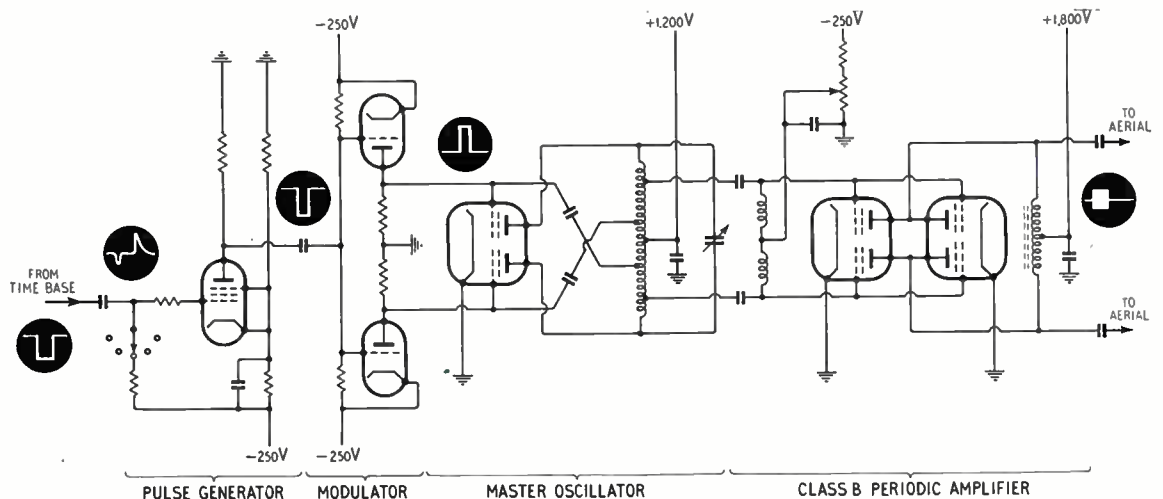 -250V
+1,200V
-250V
+1,800V
TO
AERIAL
FROM
TIME BASE
TO
AERIAL
-250V
-250V
PULSE GENERATOR
MODULATOR
MASTER OSCILLATOR
CLASS B PERIODIC AMPLIFIER